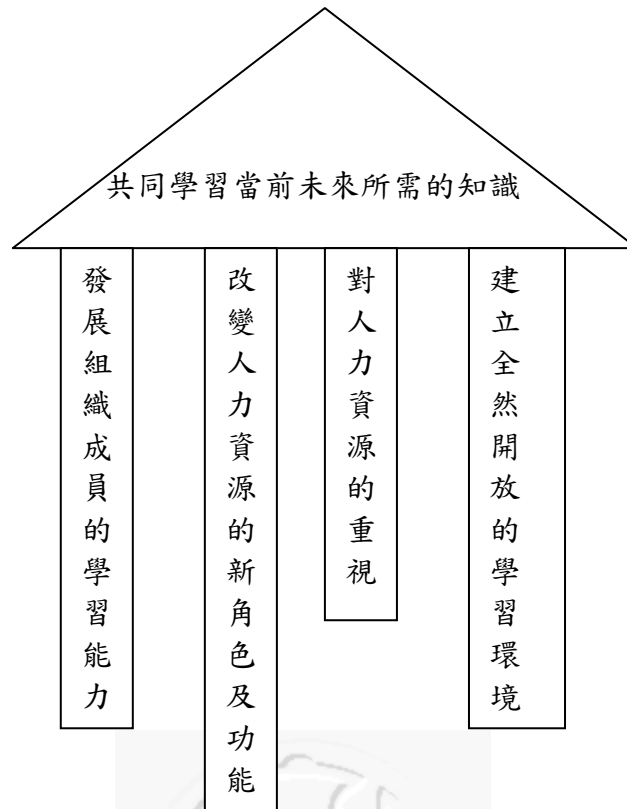 共同學習當前未來所需的知識
發展組織成員的學習能力
改變人力資源的新角色及功能
對人力資源的重視
建立全然開放的學習環境